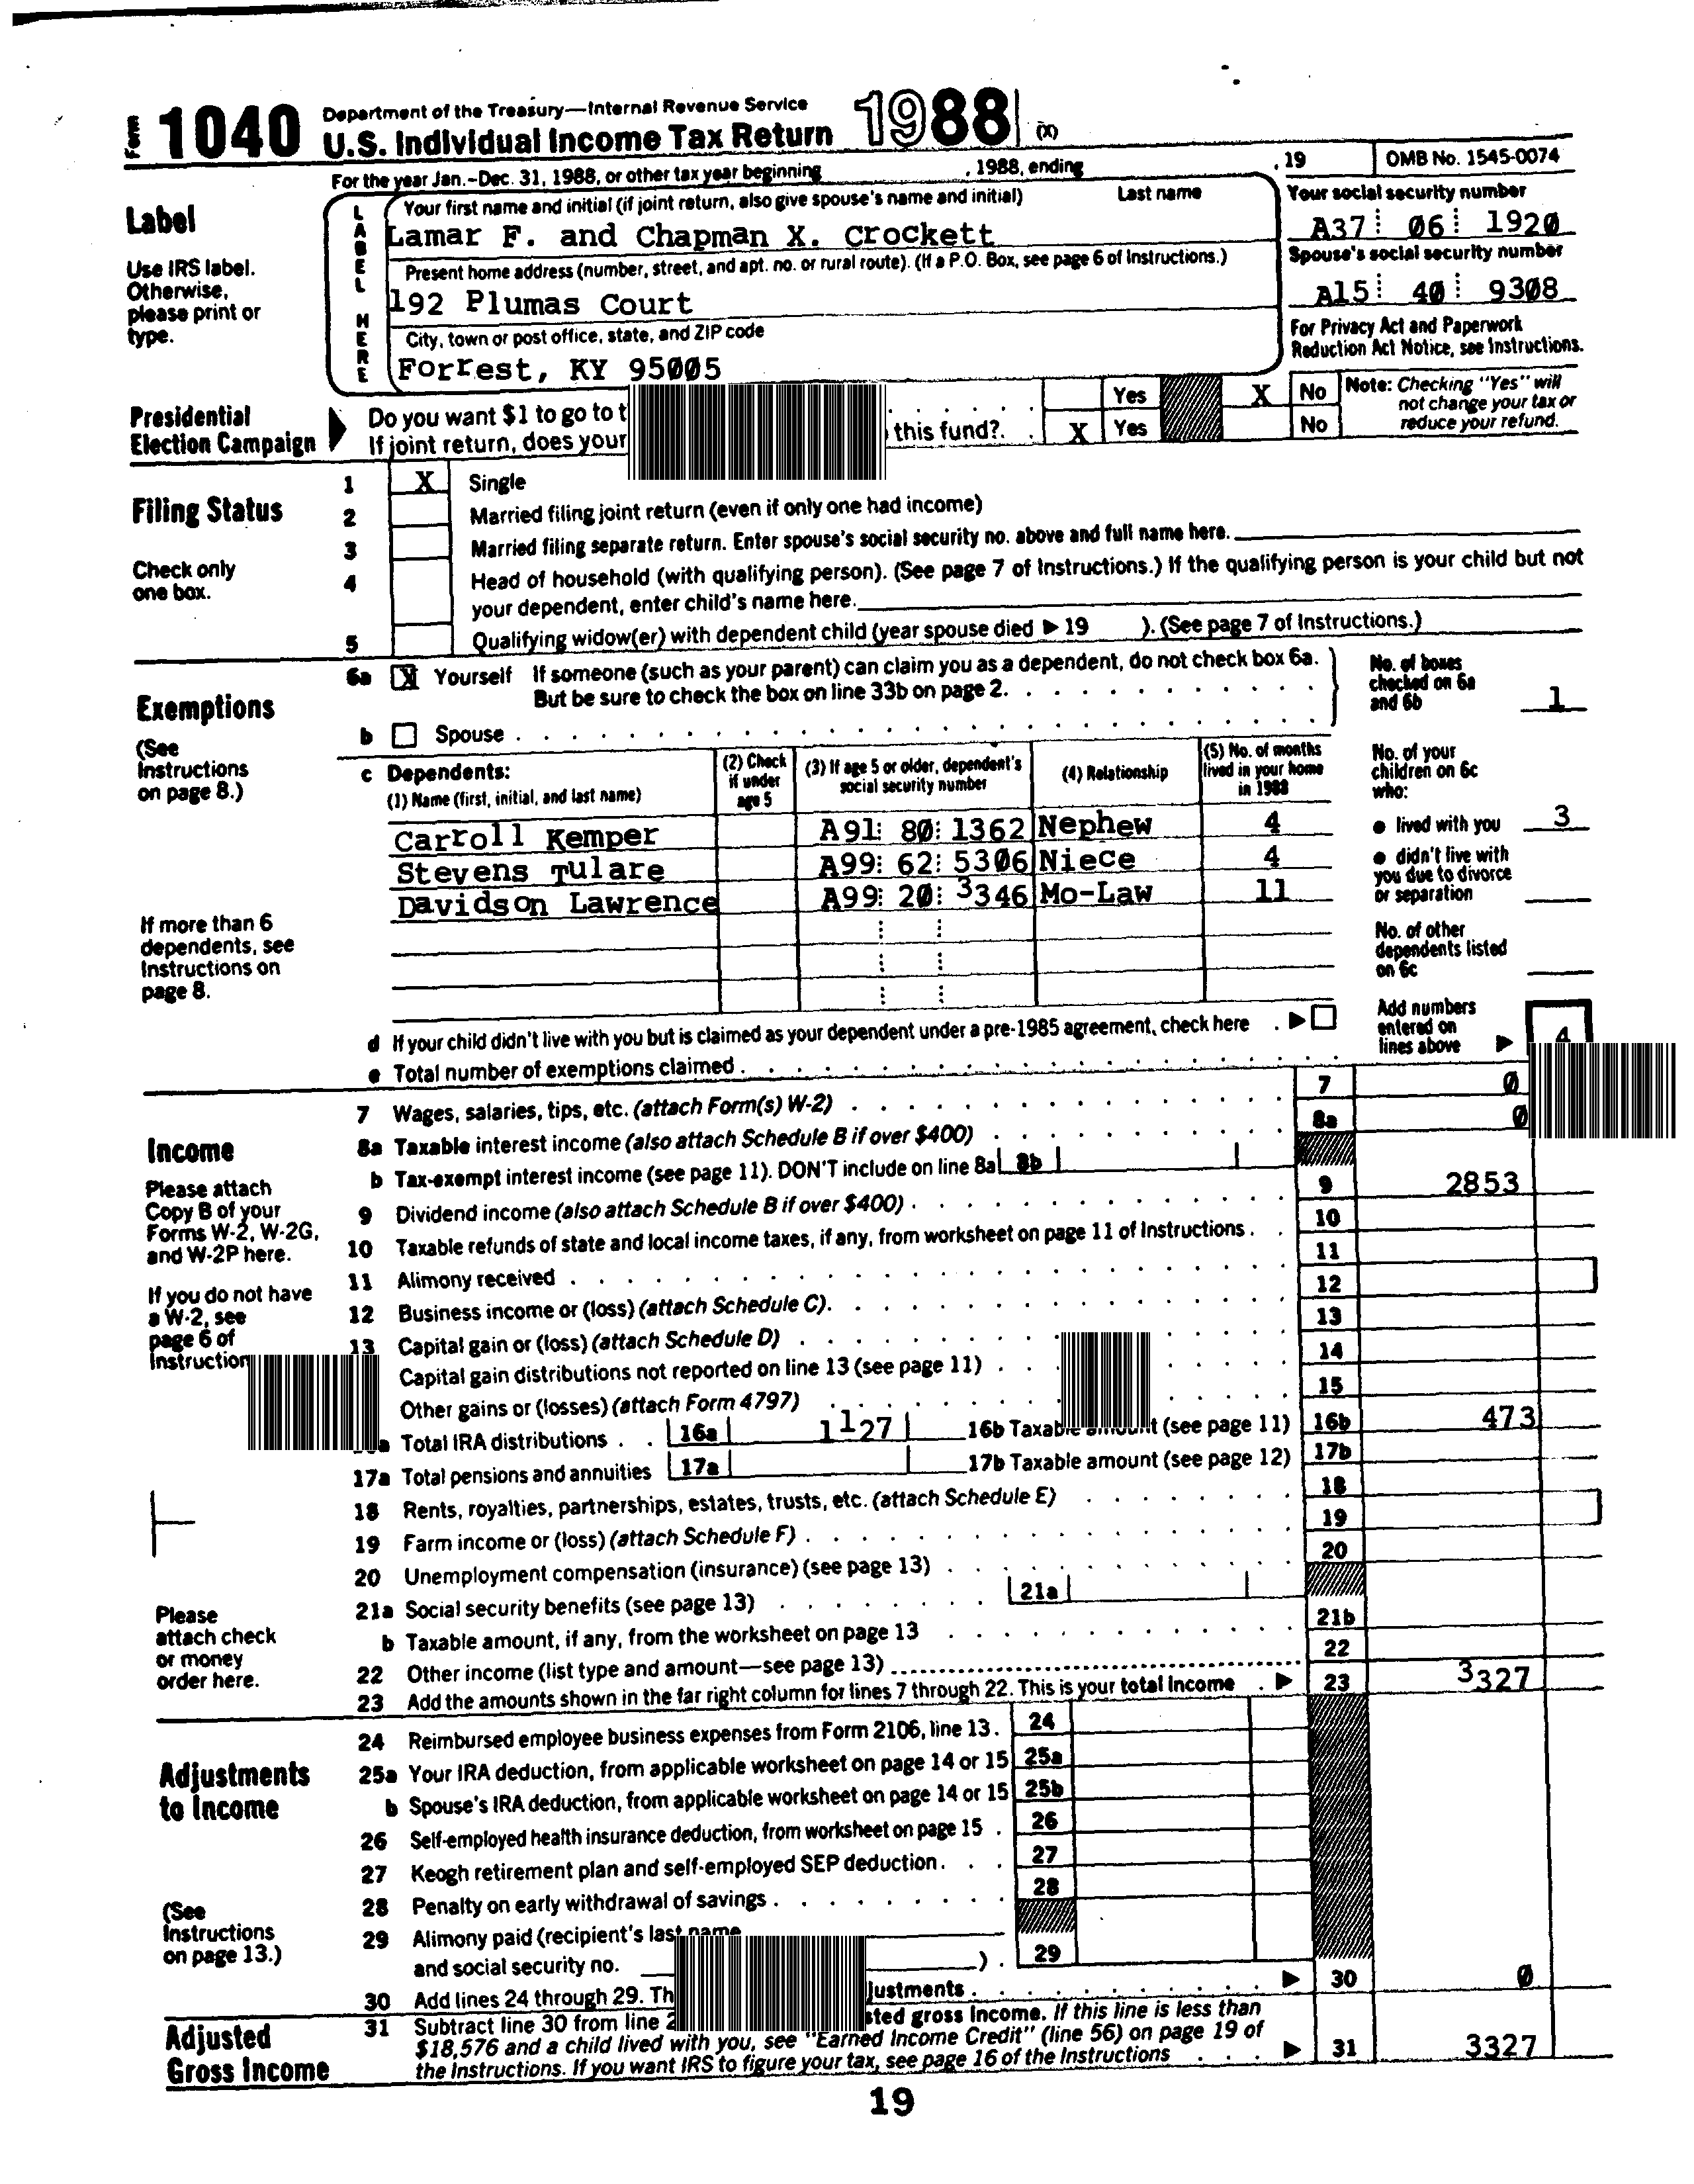 Form 1040 Department of the Treasury—Internal Revenue Service
U.S. Individual Income Tax Return 1988 (X)
For the year Jan.-Dec. 31, 1988, or other tax year beginning , 1988, ending , 19 OMB No. 1545-0074
Label
Use IRS label. Otherwise, please print or type.
LABEL HERE
Your first name and initial (if joint return, also give spouse's name and initial) Last name
Lamar F. and Chapman X. Crockett
Your social security number
A37 06 1920
Present home address (number, street, and apt. no. or rural route). (If a P.O. Box, see page 6 of Instructions.)
192 Plumas Court
Spouse's social security number
A15 40 9308
City, town or post office, state, and ZIP code
Forrest, KY 95005
For Privacy Act and Paperwork Reduction Act Notice, see Instructions.
Presidential Election Campaign
Do you want $1 to go to t Yes X No
If joint return, does your this fund? . X Yes No
Note: Checking "Yes" will not change your tax or reduce your refund.
Filing Status
Check only one box.
1 X Single
2 Married filing joint return (even if only one had income)
3 Married filing separate return. Enter spouse's social security no. above and full name here.
4 Head of household (with qualifying person). (See page 7 of Instructions.) If the qualifying person is your child but not
your dependent, enter child's name here.
5 Qualifying widow(er) with dependent child (year spouse died ▶ 19 ). (See page 7 of Instructions.)
Exemptions
(See Instructions on page 8.)
6a X Yourself If someone (such as your parent) can claim you as a dependent, do not check box 6a.
But be sure to check the box on line 33b on page 2.
b Spouse
No. of boxes checked on 6a and 6b 1
c Dependents:
(1) Name (first, initial, and last name) (2) Check if under age 5 (3) If age 5 or older, dependent's social security number (4) Relationship (5) No. of months lived in your home in 1988
Carroll Kemper A91 80 1362 Nephew 4
Stevens Tulare A99 62 5306 Niece 4
Davidson Lawrence A99 20 3346 Mo-Law 11
If more than 6 dependents, see Instructions on page 8.
No. of your children on 6c who:
● lived with you 3
● didn't live with you due to divorce or separation
No. of other dependents listed on 6c
d If your child didn't live with you but is claimed as your dependent under a pre-1985 agreement, check here . ▶
e Total number of exemptions claimed
Add numbers entered on lines above ▶ 4
Income
Please attach Copy B of your Forms W-2, W-2G, and W-2P here.
If you do not have a W-2, see page 6 of Instruction
7 Wages, salaries, tips, etc. (attach Form(s) W-2) 7 0
8a Taxable interest income (also attach Schedule B if over $400) 8a 0
b Tax-exempt interest income (see page 11). DON'T include on line 8a 8b
9 Dividend income (also attach Schedule B if over $400) 9 2853
10 Taxable refunds of state and local income taxes, if any, from worksheet on page 11 of Instructions 10
11 Alimony received 11
12 Business income or (loss) (attach Schedule C) 12
13 Capital gain or (loss) (attach Schedule D) 13
Capital gain distributions not reported on line 13 (see page 11) 14
Other gains or (losses) (attach Form 4797) 15
a Total IRA distributions 16a 1127 16b Taxable amount (see page 11) 16b 473
17a Total pensions and annuities 17a 17b Taxable amount (see page 12) 17b
18 Rents, royalties, partnerships, estates, trusts, etc. (attach Schedule E) 18
19 Farm income or (loss) (attach Schedule F) 19
20 Unemployment compensation (insurance) (see page 13) 20
21a Social security benefits (see page 13) 21a
b Taxable amount, if any, from the worksheet on page 13 21b
22 Other income (list type and amount—see page 13) 22
23 Add the amounts shown in the far right column for lines 7 through 22. This is your total income . ▶ 23 3327
Please attach check or money order here.
Adjustments to Income
(See Instructions on page 13.)
24 Reimbursed employee business expenses from Form 2106, line 13. 24
25a Your IRA deduction, from applicable worksheet on page 14 or 15 25a
b Spouse's IRA deduction, from applicable worksheet on page 14 or 15 25b
26 Self-employed health insurance deduction, from worksheet on page 15 . 26
27 Keogh retirement plan and self-employed SEP deduction 27
28 Penalty on early withdrawal of savings 28
29 Alimony paid (recipient's last name
and social security no. ) . 29
30 Add lines 24 through 29. Th justments ▶ 30 0
Adjusted Gross Income
31 Subtract line 30 from line 2 sted gross income. If this line is less than
$18,576 and a child lived with you, see "Earned Income Credit" (line 56) on page 19 of
the Instructions. If you want IRS to figure your tax, see page 16 of the Instructions ▶ 31 3327
19